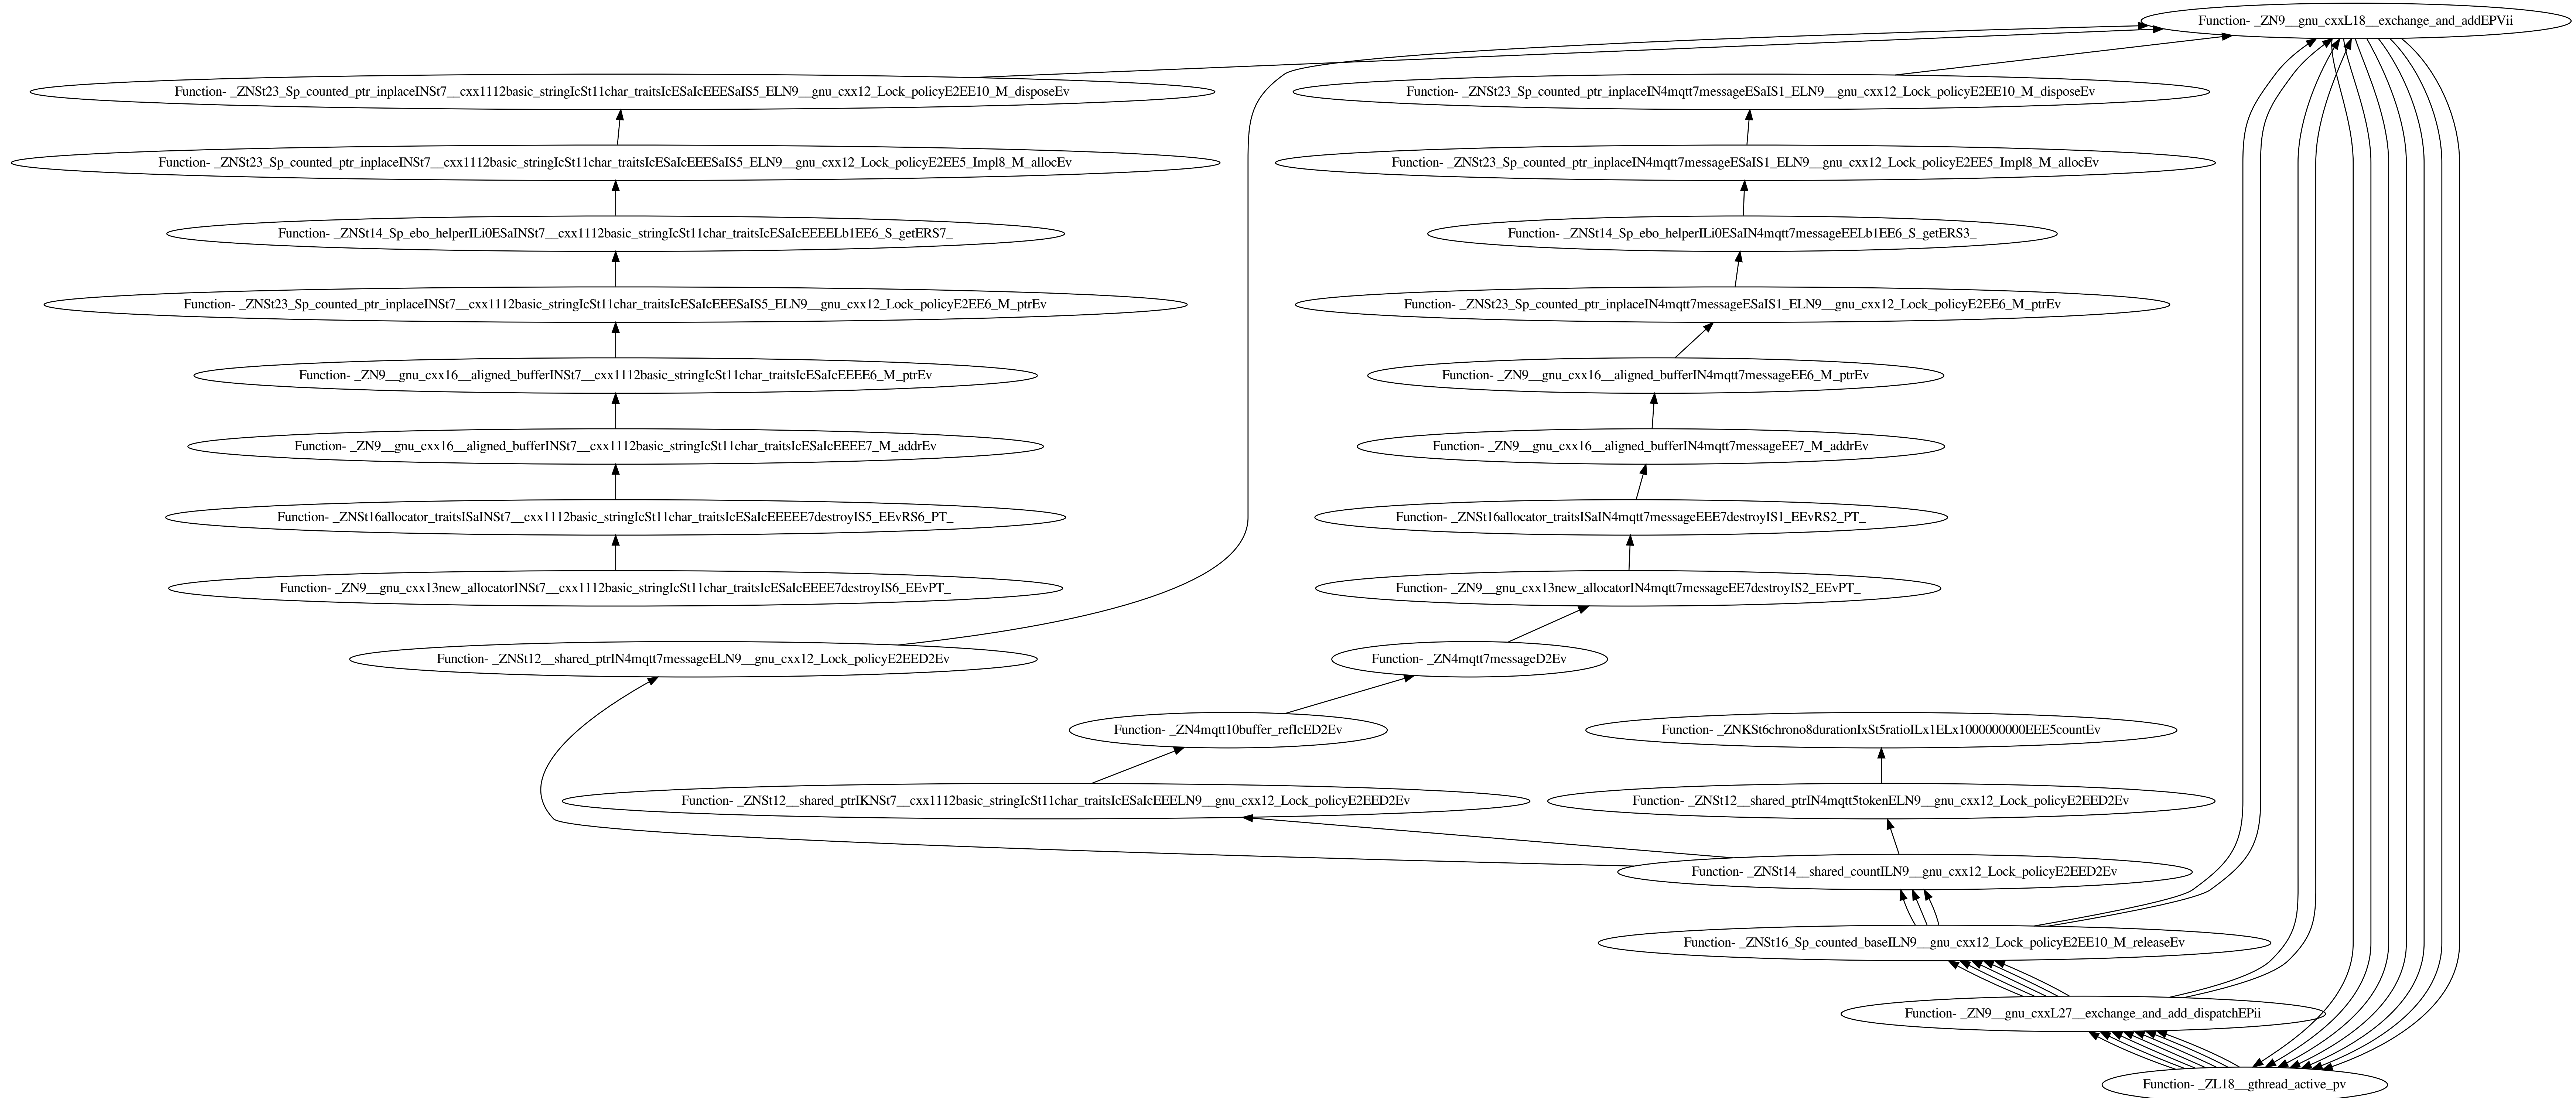 Function- _ZN9__gnu_cxxL18__exchange_and_addEPVii
Function- _ZNSt23_Sp_counted_ptr_inplaceINSt7__cxx1112basic_stringIcSt11char_traitsIcESaIcEEESaIS5_ELN9__gnu_cxx12_Lock_policyE2EE10_M_disposeEv
Function- _ZNSt23_Sp_counted_ptr_inplaceIN4mqtt7messageESaIS1_ELN9__gnu_cxx12_Lock_policyE2EE10_M_disposeEv
Function- _ZNSt23_Sp_counted_ptr_inplaceINSt7__cxx1112basic_stringIcSt11char_traitsIcESaIcEEESaIS5_ELN9__gnu_cxx12_Lock_policyE2EE5_Impl8_M_allocEv
Function- _ZNSt23_Sp_counted_ptr_inplaceIN4mqtt7messageESaIS1_ELN9__gnu_cxx12_Lock_policyE2EE5_Impl8_M_allocEv
Function- _ZNSt14_Sp_ebo_helperILi0ESaINSt7__cxx1112basic_stringIcSt11char_traitsIcESaIcEEEELb1EE6_S_getERS7_
Function- _ZNSt14_Sp_ebo_helperILi0ESaIN4mqtt7messageEELb1EE6_S_getERS3_
Function- _ZNSt23_Sp_counted_ptr_inplaceINSt7__cxx1112basic_stringIcSt11char_traitsIcESaIcEEESaIS5_ELN9__gnu_cxx12_Lock_policyE2EE6_M_ptrEv
Function- _ZNSt23_Sp_counted_ptr_inplaceIN4mqtt7messageESaIS1_ELN9__gnu_cxx12_Lock_policyE2EE6_M_ptrEv
Function- _ZN9__gnu_cxx16__aligned_bufferINSt7__cxx1112basic_stringIcSt11char_traitsIcESaIcEEEE6_M_ptrEv
Function- _ZN9__gnu_cxx16__aligned_bufferIN4mqtt7messageEE6_M_ptrEv
Function- _ZN9__gnu_cxx16__aligned_bufferINSt7__cxx1112basic_stringIcSt11char_traitsIcESaIcEEEE7_M_addrEv
Function- _ZN9__gnu_cxx16__aligned_bufferIN4mqtt7messageEE7_M_addrEv
Function- _ZNSt16allocator_traitsISaINSt7__cxx1112basic_stringIcSt11char_traitsIcESaIcEEEEE7destroyIS5_EEvRS6_PT_
Function- _ZNSt16allocator_traitsISaIN4mqtt7messageEEE7destroyIS1_EEvRS2_PT_
Function- _ZN9__gnu_cxx13new_allocatorINSt7__cxx1112basic_stringIcSt11char_traitsIcESaIcEEEE7destroyIS6_EEvPT_
Function- _ZN9__gnu_cxx13new_allocatorIN4mqtt7messageEE7destroyIS2_EEvPT_
Function- _ZNSt12__shared_ptrIN4mqtt7messageELN9__gnu_cxx12_Lock_policyE2EED2Ev
Function- _ZN4mqtt7messageD2Ev
Function- _ZN4mqtt10buffer_refIcED2Ev
Function- _ZNKSt6chrono8durationIxSt5ratioILx1ELx1000000000EEE5countEv
Function- _ZNSt12__shared_ptrIKNSt7__cxx1112basic_stringIcSt11char_traitsIcESaIcEEELN9__gnu_cxx12_Lock_policyE2EED2Ev
Function- _ZNSt12__shared_ptrIN4mqtt5tokenELN9__gnu_cxx12_Lock_policyE2EED2Ev
Function- _ZNSt14__shared_countILN9__gnu_cxx12_Lock_policyE2EED2Ev
Function- _ZNSt16_Sp_counted_baseILN9__gnu_cxx12_Lock_policyE2EE10_M_releaseEv
Function- _ZN9__gnu_cxxL27__exchange_and_add_dispatchEPii
Function- _ZL18__gthread_active_pv